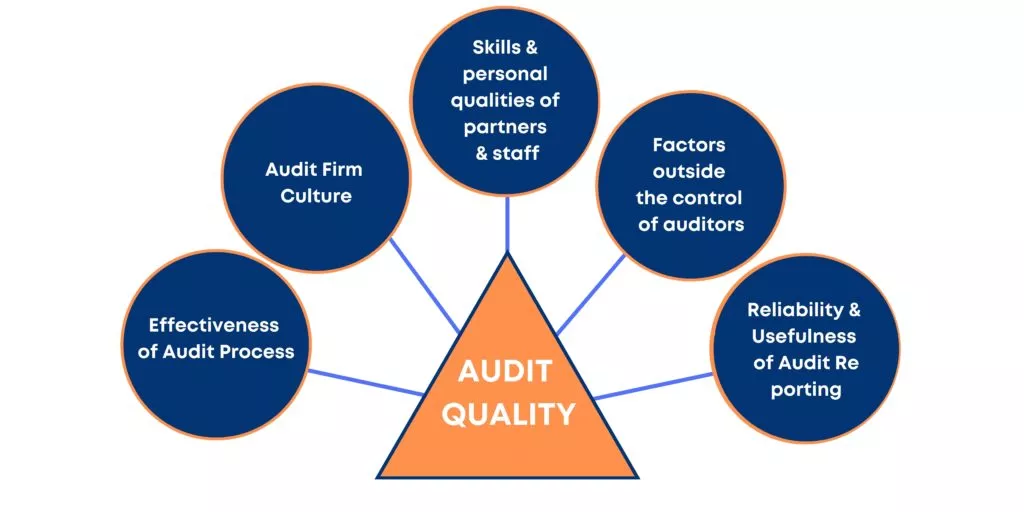 Skills &
personal
qualities of
partners
& staff
Audit Firm
Culture
Factors
outside
the control
of auditors
Effectiveness
of Audit Process
Reliability &
Usefulness
of Audit Re
porting
AUDIT
QUALITY